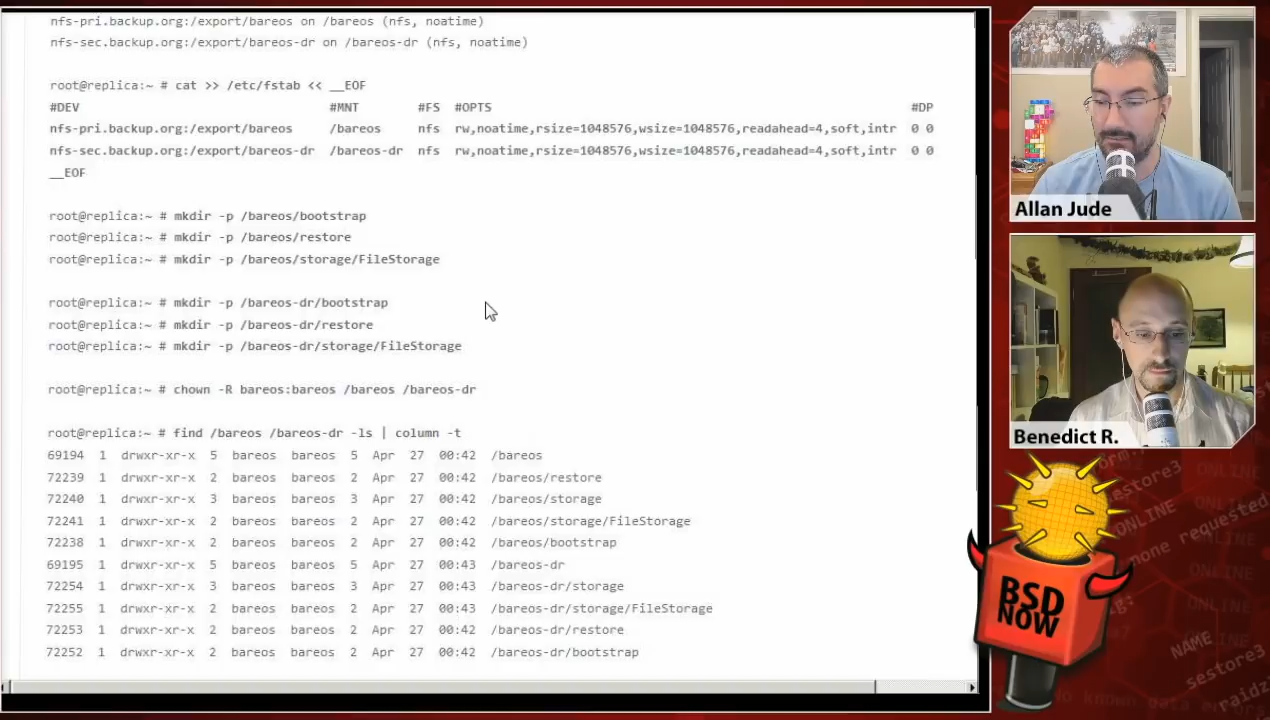 nfs-pri.backup.org:/export/bareos on /bareos (nfs, noatime)
nfs-sec.backup.org:/export/bareos-dr on /bareos-dr (nfs, noatime)
root@replica:~ # cat >> /etc/fstab << __EOF
#DEV #MNT #FS #OPTS #DP
nfs-pri.backup.org:/export/bareos /bareos nfs rw,noatime,rsize=1048576,wsize=1048576,readahead=4,soft,intr 0 0
nfs-sec.backup.org:/export/bareos-dr /bareos-dr nfs rw,noatime,rsize=1048576,wsize=1048576,readahead=4,soft,intr 0 0
__EOF
root@replica:~ # mkdir -p /bareos/bootstrap
root@replica:~ # mkdir -p /bareos/restore
root@replica:~ # mkdir -p /bareos/storage/FileStorage
root@replica:~ # mkdir -p /bareos-dr/bootstrap
root@replica:~ # mkdir -p /bareos-dr/restore
root@replica:~ # mkdir -p /bareos-dr/storage/FileStorage
root@replica:~ # chown -R bareos:bareos /bareos /bareos-dr
root@replica:~ # find /bareos /bareos-dr -ls | column -t
69194 1 drwxr-xr-x 5 bareos bareos 5 Apr 27 00:42 /bareos
72239 1 drwxr-xr-x 2 bareos bareos 2 Apr 27 00:42 /bareos/restore
72240 1 drwxr-xr-x 3 bareos bareos 3 Apr 27 00:42 /bareos/storage
72241 1 drwxr-xr-x 2 bareos bareos 2 Apr 27 00:42 /bareos/storage/FileStorage
72238 1 drwxr-xr-x 2 bareos bareos 2 Apr 27 00:42 /bareos/bootstrap
69195 1 drwxr-xr-x 5 bareos bareos 5 Apr 27 00:43 /bareos-dr
72254 1 drwxr-xr-x 3 bareos bareos 3 Apr 27 00:43 /bareos-dr/storage
72255 1 drwxr-xr-x 2 bareos bareos 2 Apr 27 00:43 /bareos-dr/storage/FileStorage
72253 1 drwxr-xr-x 2 bareos bareos 2 Apr 27 00:42 /bareos-dr/restore
72252 1 drwxr-xr-x 2 bareos bareos 2 Apr 27 00:42 /bareos-dr/bootstrap
Allan Jude
Benedict R.
BSD
NOW
ONLINE
sestore3
ONLINE
none requested
ONLINE
ONLINE
NAME
sestore3
raidz